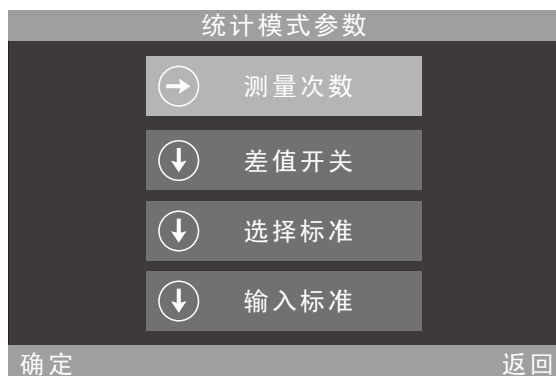 统计模式参数
测量次数
差值开关
选择标准
输入标准
确定 返回